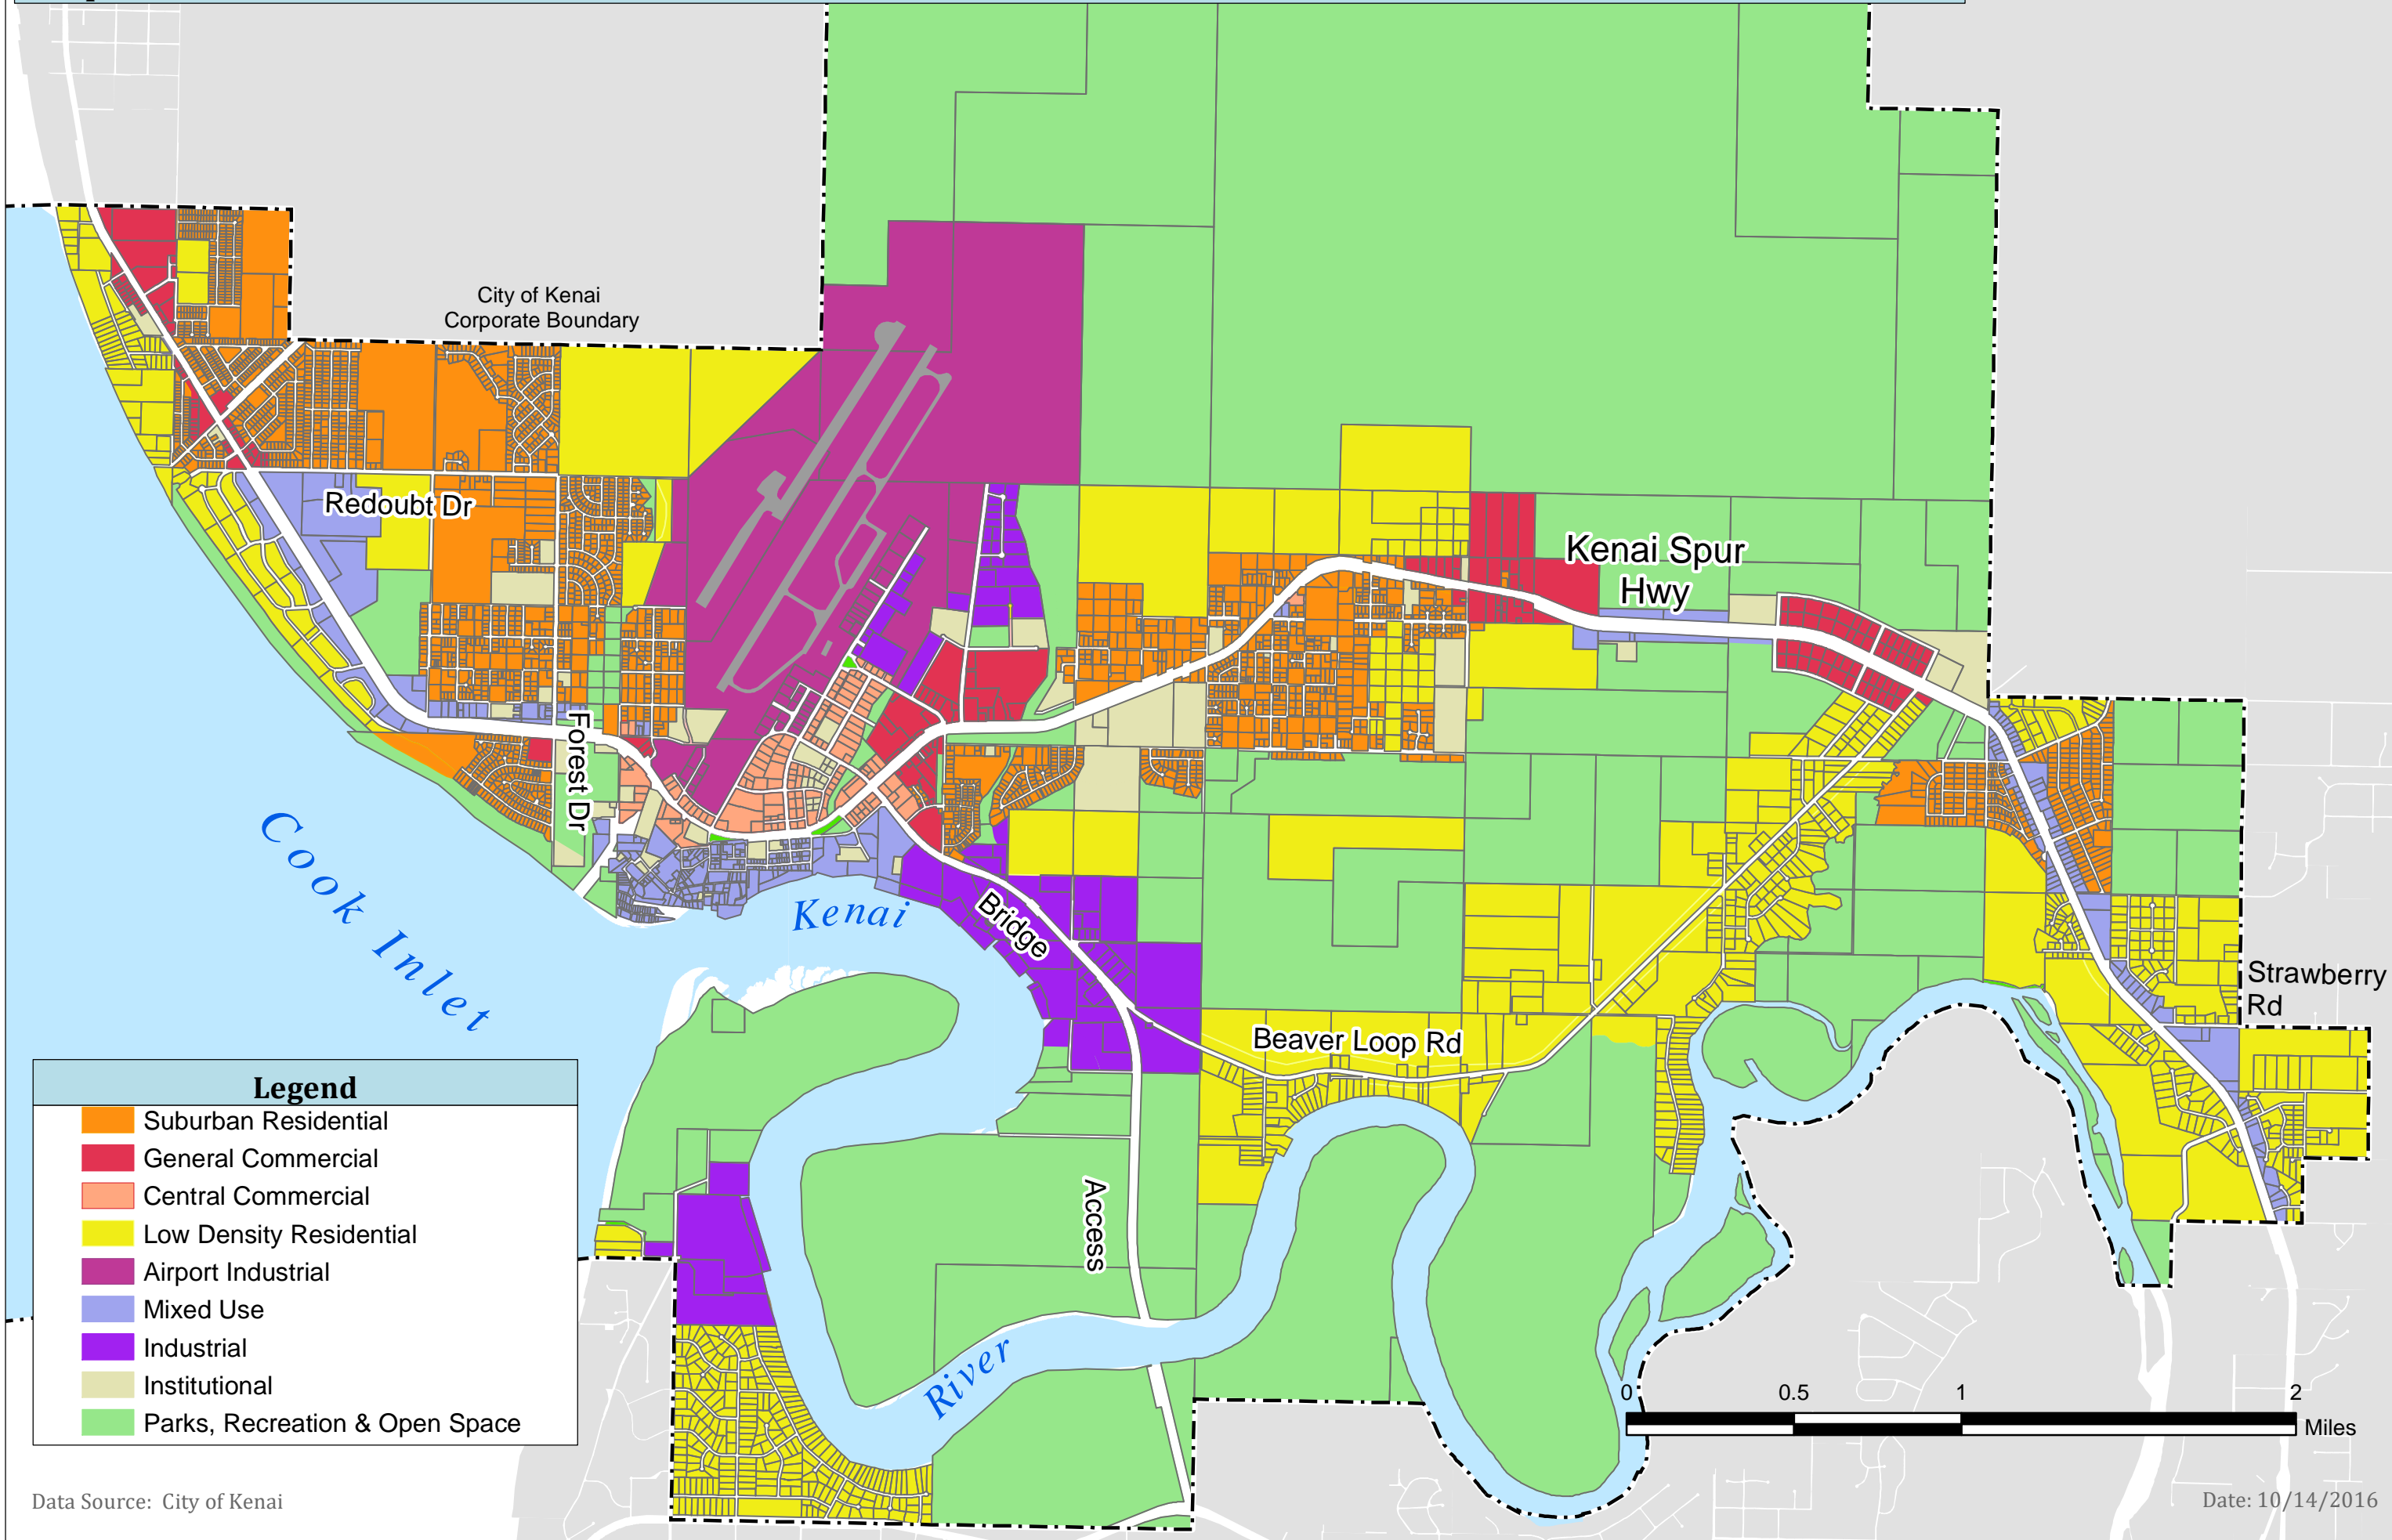 City of Kenai
Corporate Boundary
Redoubt Dr
Kenai Spur
Hwy
Forest Dr
Cook Inlet
Kenai
Bridge
Strawberry
Rd
Beaver Loop Rd
Access
River
Legend
Suburban Residential
General Commercial
Central Commercial
Low Density Residential
Airport Industrial
Mixed Use
Industrial
Institutional
Parks, Recreation & Open Space
0 0.5 1 2
Miles
Data Source: City of Kenai
Date: 10/14/2016